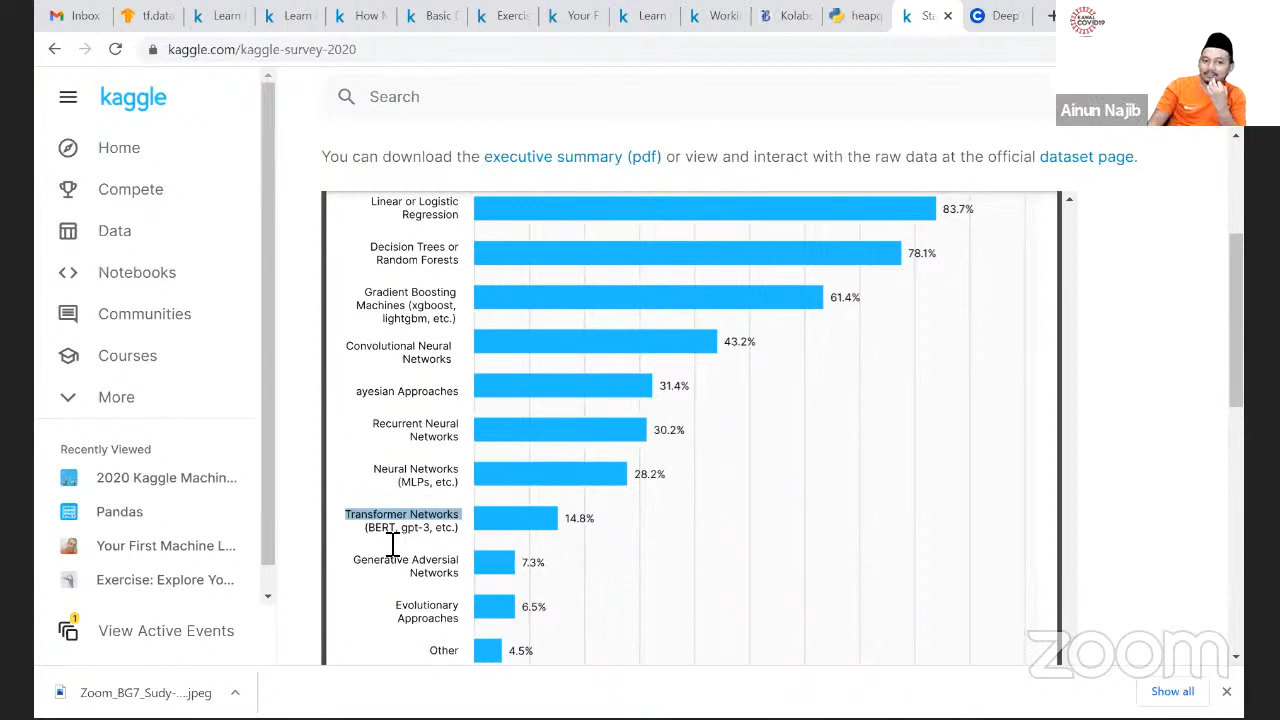 Inbox
tf.data
Learn
Learn
How M
Basic D
Exercis
Your F
Learn
Worki
Kolab
heapq
Sta
Deep
kaggle.com/kaggle-survey-2020
KAWAL
COVID19
Ainun Najib
kaggle
Search
Home
Compete
Data
Notebooks
Communities
Courses
More
Recently Viewed
2020 Kaggle Machin...
Pandas
Your First Machine L...
Exercise: Explore Yo...
1
View Active Events
You can download the executive summary (pdf) or view and interact with the raw data at the official dataset page.
Linear or Logistic
Regression
83.7%
Decision Trees or
Random Forests
78.1%
Gradient Boosting
Machines (xgboost,
lightgbm, etc.)
61.4%
Convolutional Neural
Networks
43.2%
ayesian Approaches
31.4%
Recurrent Neural
Networks
30.2%
Neural Networks
(MLPs, etc.)
28.2%
Transformer Networks
(BERT, gpt-3, etc.)
14.8%
Generative Adversial
Networks
7.3%
Evolutionary
Approaches
6.5%
Other
4.5%
zoom
Zoom_BG7_Sudy-....jpeg
Show all